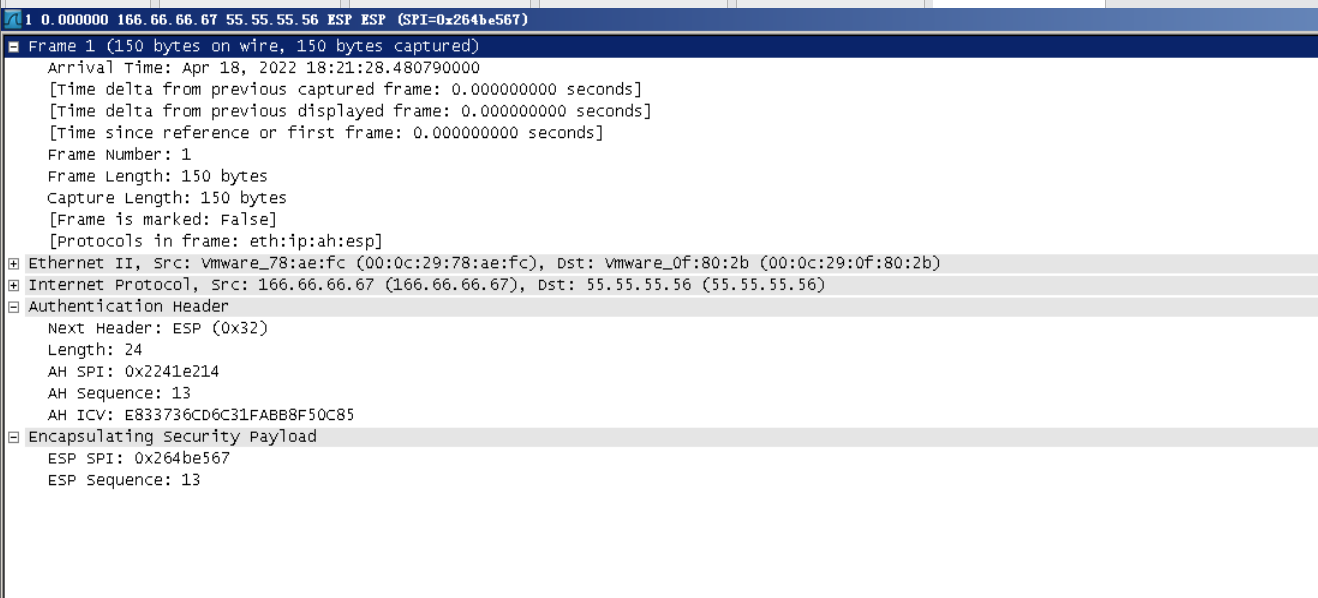 1 0.000000 166.66.66.67 55.55.55.56 ESP ESP (SPI=0x264be567)
Frame 1 (150 bytes on wire, 150 bytes captured)
Arrival Time: Apr 18, 2022 18:21:28.480790000
[Time delta from previous captured frame: 0.000000000 seconds]
[Time delta from previous displayed frame: 0.000000000 seconds]
[Time since reference or first frame: 0.000000000 seconds]
Frame Number: 1
Frame Length: 150 bytes
Capture Length: 150 bytes
[Frame is marked: False]
[Protocols in frame: eth:ip:ah:esp]
Ethernet II, Src: Vmware_78:ae:fc (00:0c:29:78:ae:fc), Dst: Vmware_0f:80:2b (00:0c:29:0f:80:2b)
Internet Protocol, Src: 166.66.66.67 (166.66.66.67), Dst: 55.55.55.56 (55.55.55.56)
Authentication Header
Next Header: ESP (0x32)
Length: 24
AH SPI: 0x2241e214
AH Sequence: 13
AH ICV: E833736CD6C31FABB8F50C85
Encapsulating Security Payload
ESP SPI: 0x264be567
ESP Sequence: 13